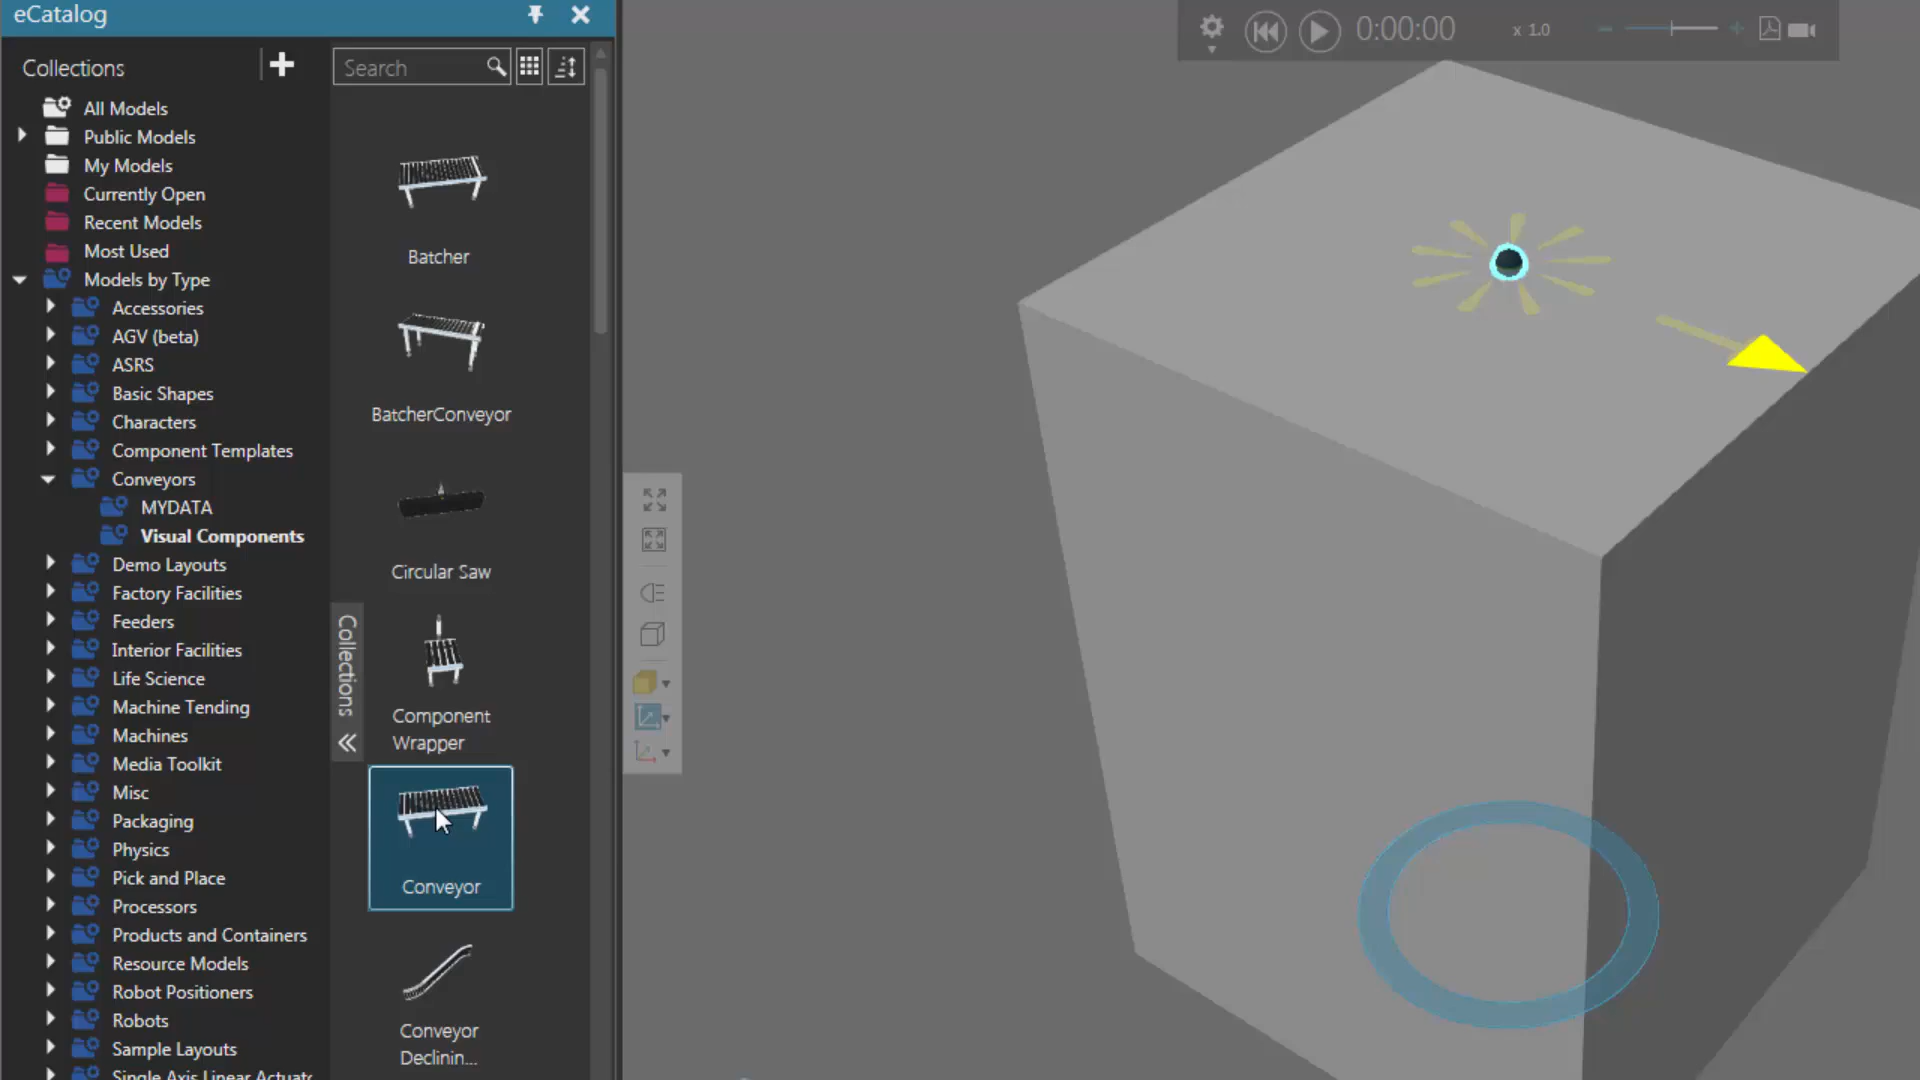 eCatalog
Collections
Search
All Models
Public Models
My Models
Currently Open
Recent Models
Most Used
Models by Type
Accessories
AGV (beta)
ASRS
Basic Shapes
Characters
Component Templates
Conveyors
MYDATA
Visual Components
Demo Layouts
Factory Facilities
Feeders
Interior Facilities
Life Science
Machine Tending
Machines
Media Toolkit
Misc
Packaging
Physics
Pick and Place
Processors
Products and Containers
Resource Models
Robot Positioners
Robots
Sample Layouts
Single Axis Linear Actuat
Collections
Batcher
BatcherConveyor
Circular Saw
Component
Wrapper
Conveyor
Conveyor
Declinin...
0:00:00
x 1.0